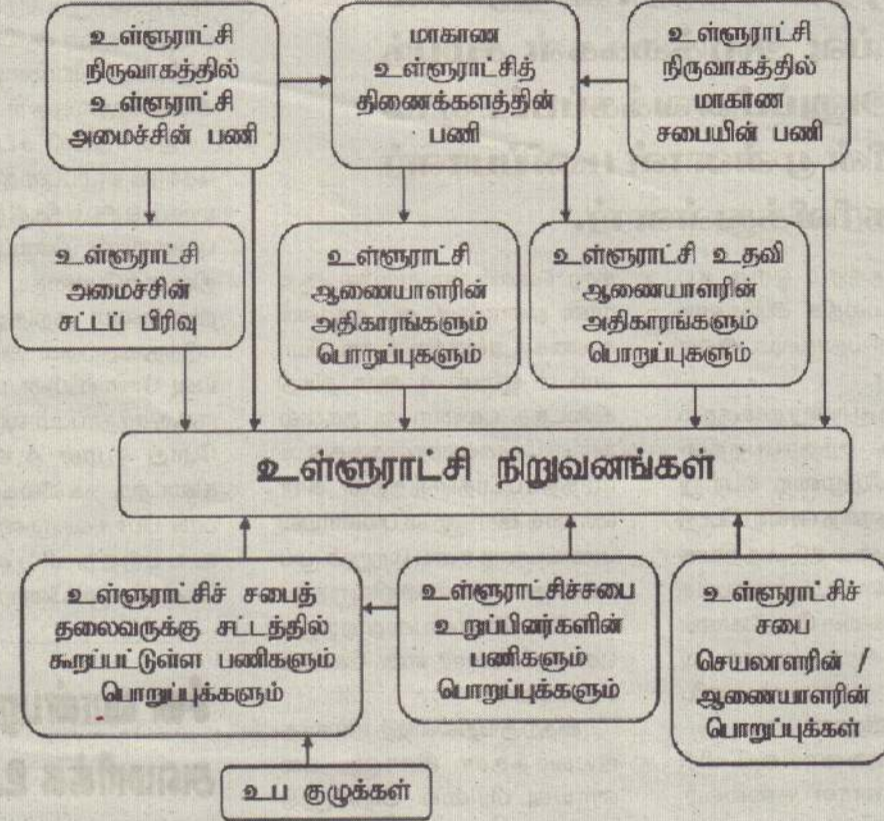 உள்ளூராட்சி
நிருவாகத்தில்
உள்ளூராட்சி
அமைச்சின் பணி
மாகாண
உள்ளூராட்சித்
திணைக்களத்தின்
பணி
உள்ளூராட்சி
நிருவாகத்தில்
மாகாண
சபையின் பணி
உள்ளூராட்சி
அமைச்சின்
சட்டப் பிரிவு
உள்ளூராட்சி
ஆணையாளரின்
அதிகாரங்களும்
பொறுப்புகளும்
உள்ளூராட்சி உதவி
ஆணையாளரின்
அதிகாரங்களும்
பொறுப்புகளும்
உள்ளூராட்சி நிறுவனங்கள்
உள்ளூராட்சிச் சபைத்
தலைவருக்கு சட்டத்தில்
கூறப்பட்டுள்ள பணிகளும்
பொறுப்புக்களும்
உள்ளூராட்சிச்சபை
உறுப்பினர்களின்
பணிகளும்
பொறுப்புக்களும்
உள்ளூராட்சிச்
சபை
செயலாளரின் /
ஆணையாளரின்
பொறுப்புக்கள்
உப குழுக்கள்